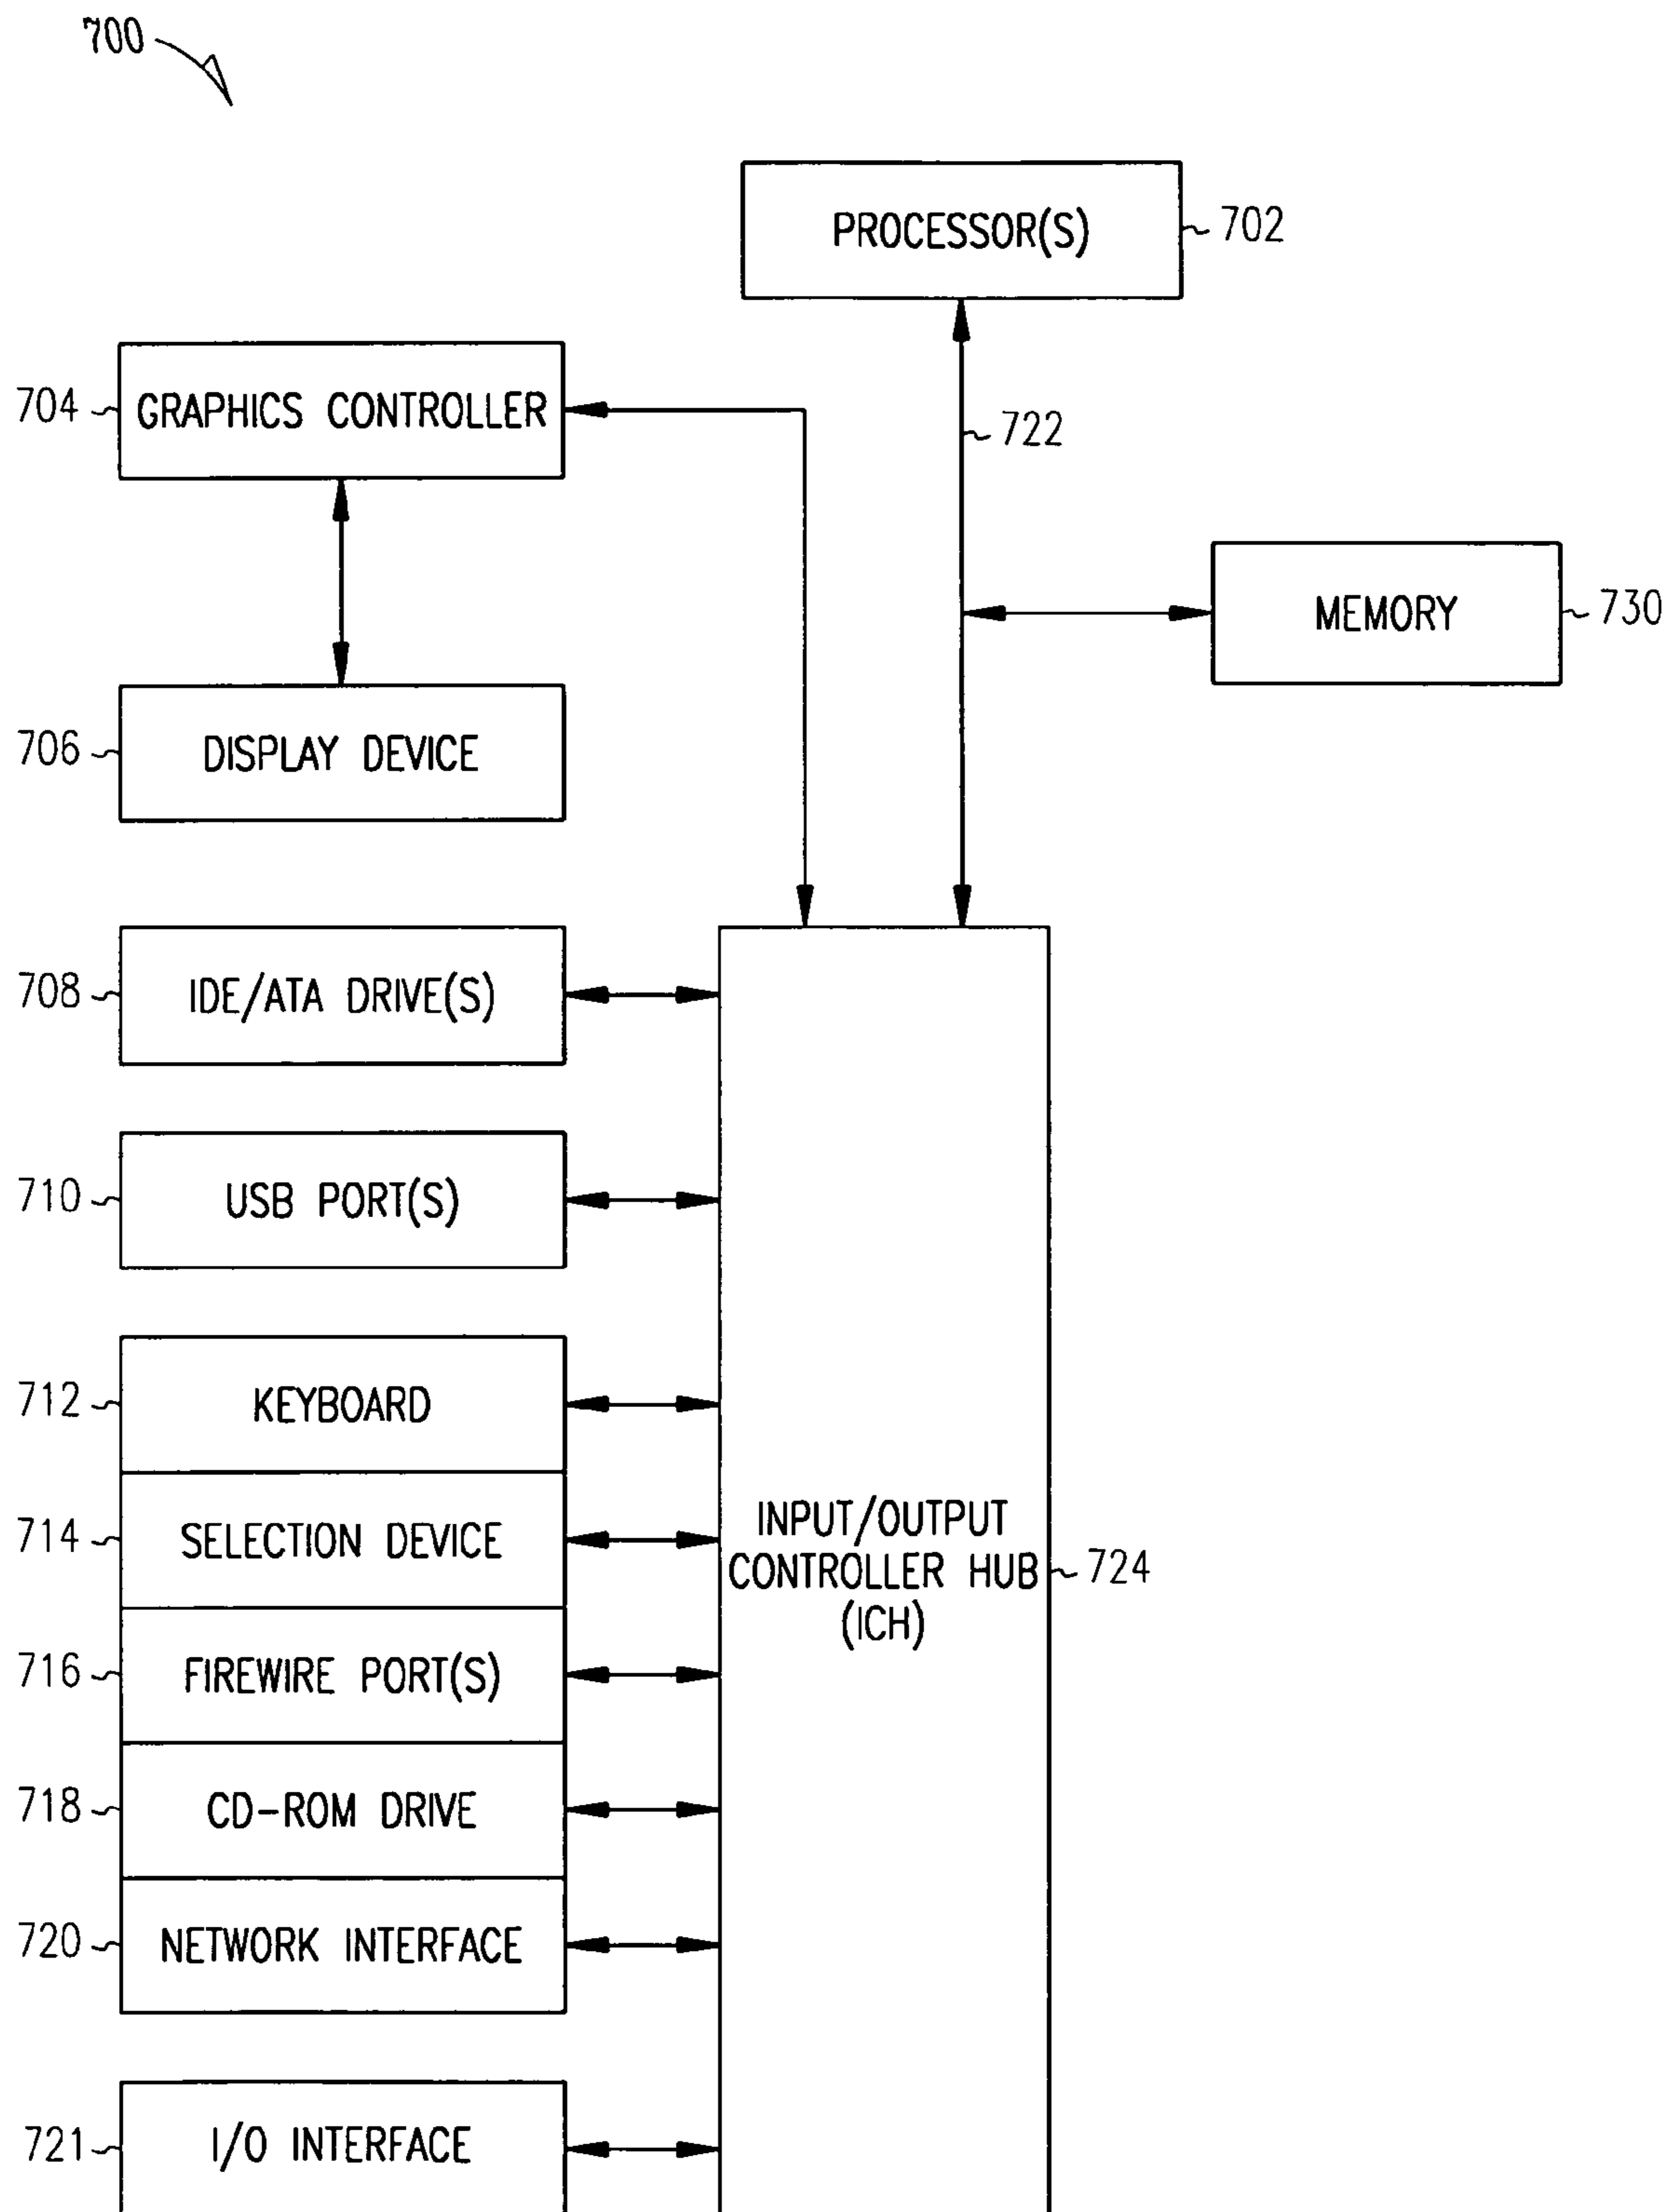 700
PROCESSOR(S)
702
704
GRAPHICS CONTROLLER
722
MEMORY
730
706
DISPLAY DEVICE
708
IDE/ATA DRIVE(S)
710
USB PORT(S)
712
KEYBOARD
714
SELECTION DEVICE
INPUT/OUTPUT
CONTROLLER HUB
(ICH)
724
716
FIREWIRE PORT(S)
718
CD-ROM DRIVE
720
NETWORK INTERFACE
721
I/O INTERFACE